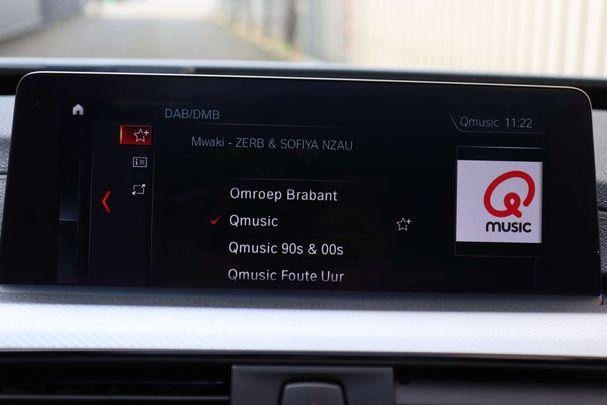 DAB/DMB
Qmusic 11:22
Mwaki - ZERB & SOFIYA NZAU
Omroep Brabant
Qmusic
Qmusic 90s & 00s
Qmusic Foute Uur
Q
MUSIC